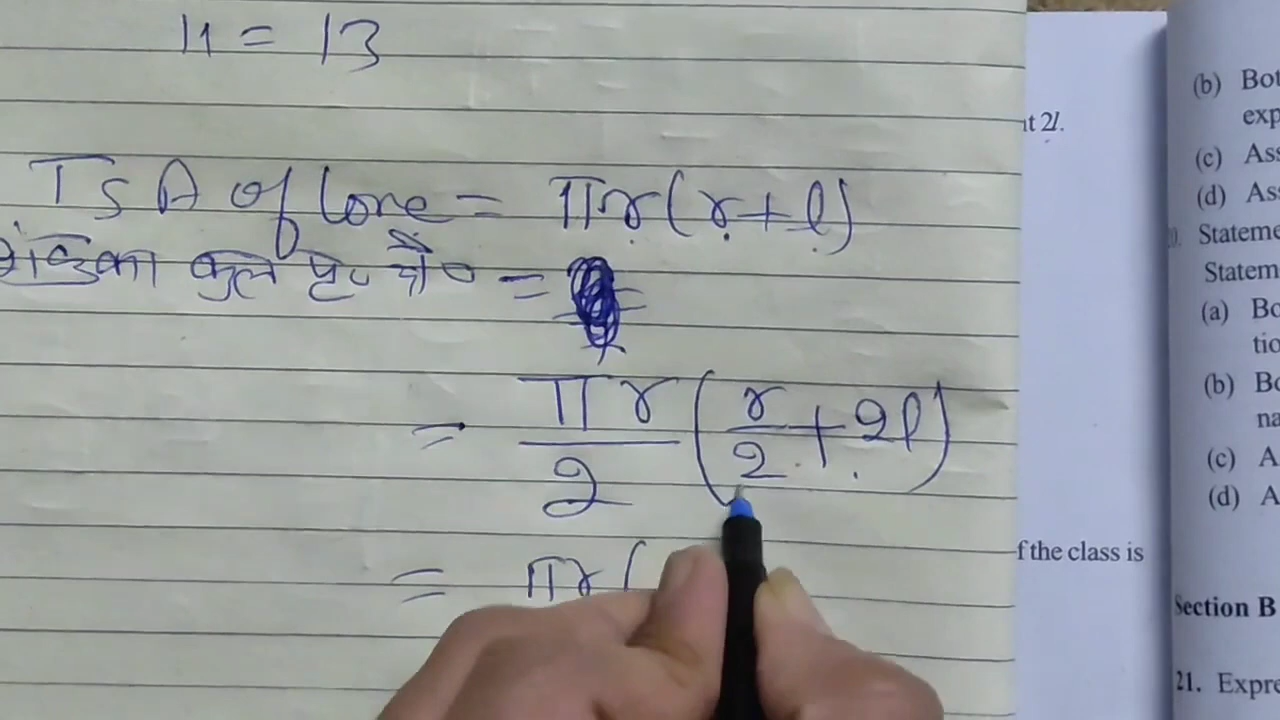 11 = 13
TSA of Cone = πr(r+l)
शंकु का कुल पृ० क्षे० =
= πr/2 (r/2 + 2l)
= πr(
at 2l.
f the class is
(b) Bot
exp
(c) Ass
(d) Ass
Stateme
Statem
(a) Bo
tio
(b) Bo
na
(c) A
(d) A
Section B
21. Expre